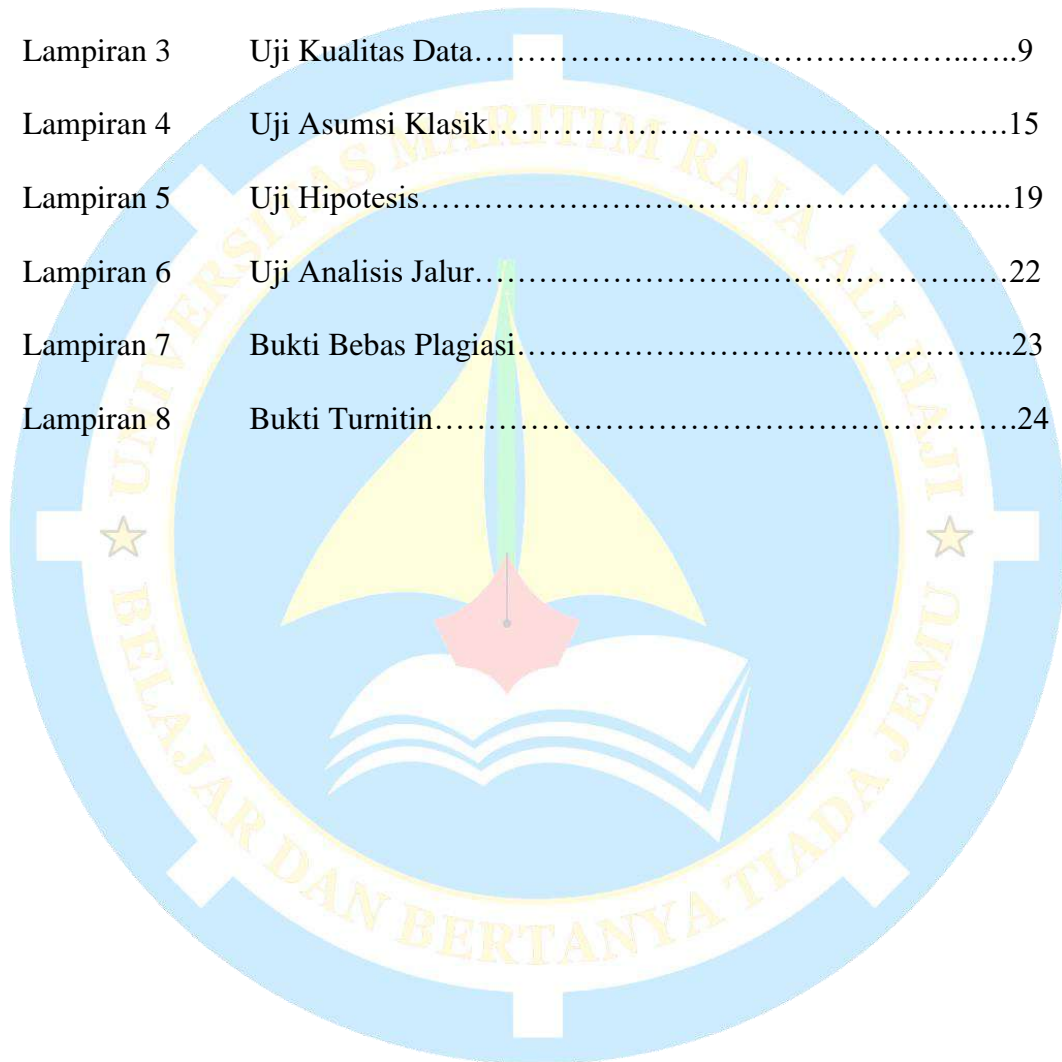 Lampiran 3 Uji Kualitas Data…………………………………………..…..9
Lampiran 4 Uji Asumsi Klasik……………………………………………….15
Lampiran 5 Uji Hipotesis……………………………………………….…....19
Lampiran 6 Uji Analisis Jalur……………………………………………..….22
Lampiran 7 Bukti Bebas Plagiasi……………………………...…………...23
Lampiran 8 Bukti Turnitin…………………………………………………….24
UNIVERSITAS MARITIM RAJA ALI HAJI
BELAJAR DAN BERTANYA TIADA JEMU